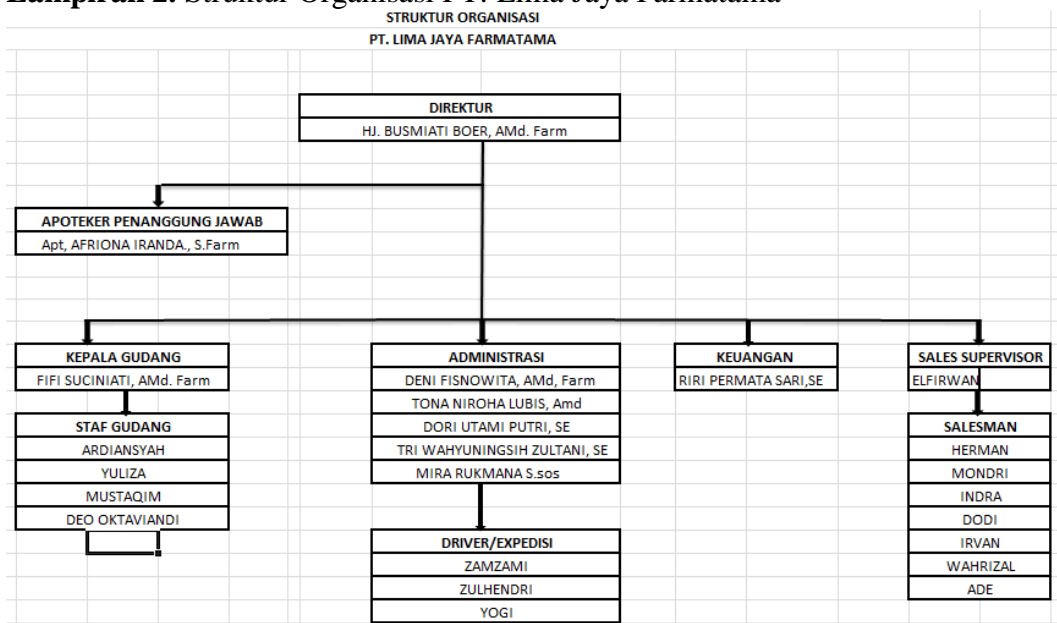 Lampiran 2. Struktur Organisasi PT. Lima Jaya Farmatama
STRUKTUR ORGANISASI
PT. LIMA JAYA FARMATAMA
DIREKTUR
HJ. BUSMIATI BOER, AMd. Farm
APOTEKER PENANGGUNG JAWAB
Apt, AFRIONA IRANDA., S.Farm
KEPALA GUDANG
FIFI SUCINIATI, AMd. Farm
STAF GUDANG
ARDIANSYAH
YULIZA
MUSTAQIM
DEO OKTAVIANDI
ADMINISTRASI
DENI FISNOWITA, AMd, Farm
TONA NIROHA LUBIS, Amd
DORI UTAMI PUTRI, SE
TRI WAHYUNINGSIH ZULTANI, SE
MIRA RUKMANA S.sos
DRIVER/EXPEDISI
ZAMZAMI
ZULHENDRI
YOGI
KEUANGAN
RIRI PERMATA SARI,SE
SALES SUPERVISOR
ELFIRWAN
SALESMAN
HERMAN
MONDRI
INDRA
DODI
IRVAN
WAHRIZAL
ADE